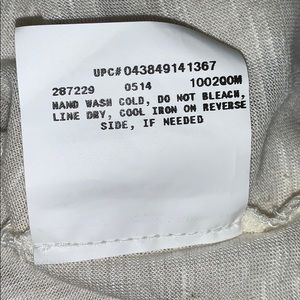 UPC# 043849141367
287229 0514 100200M
HAND WASH COLD, DO NOT BLEACH,
LINE DRY, COOL IRON ON REVERSE
SIDE, IF NEEDED